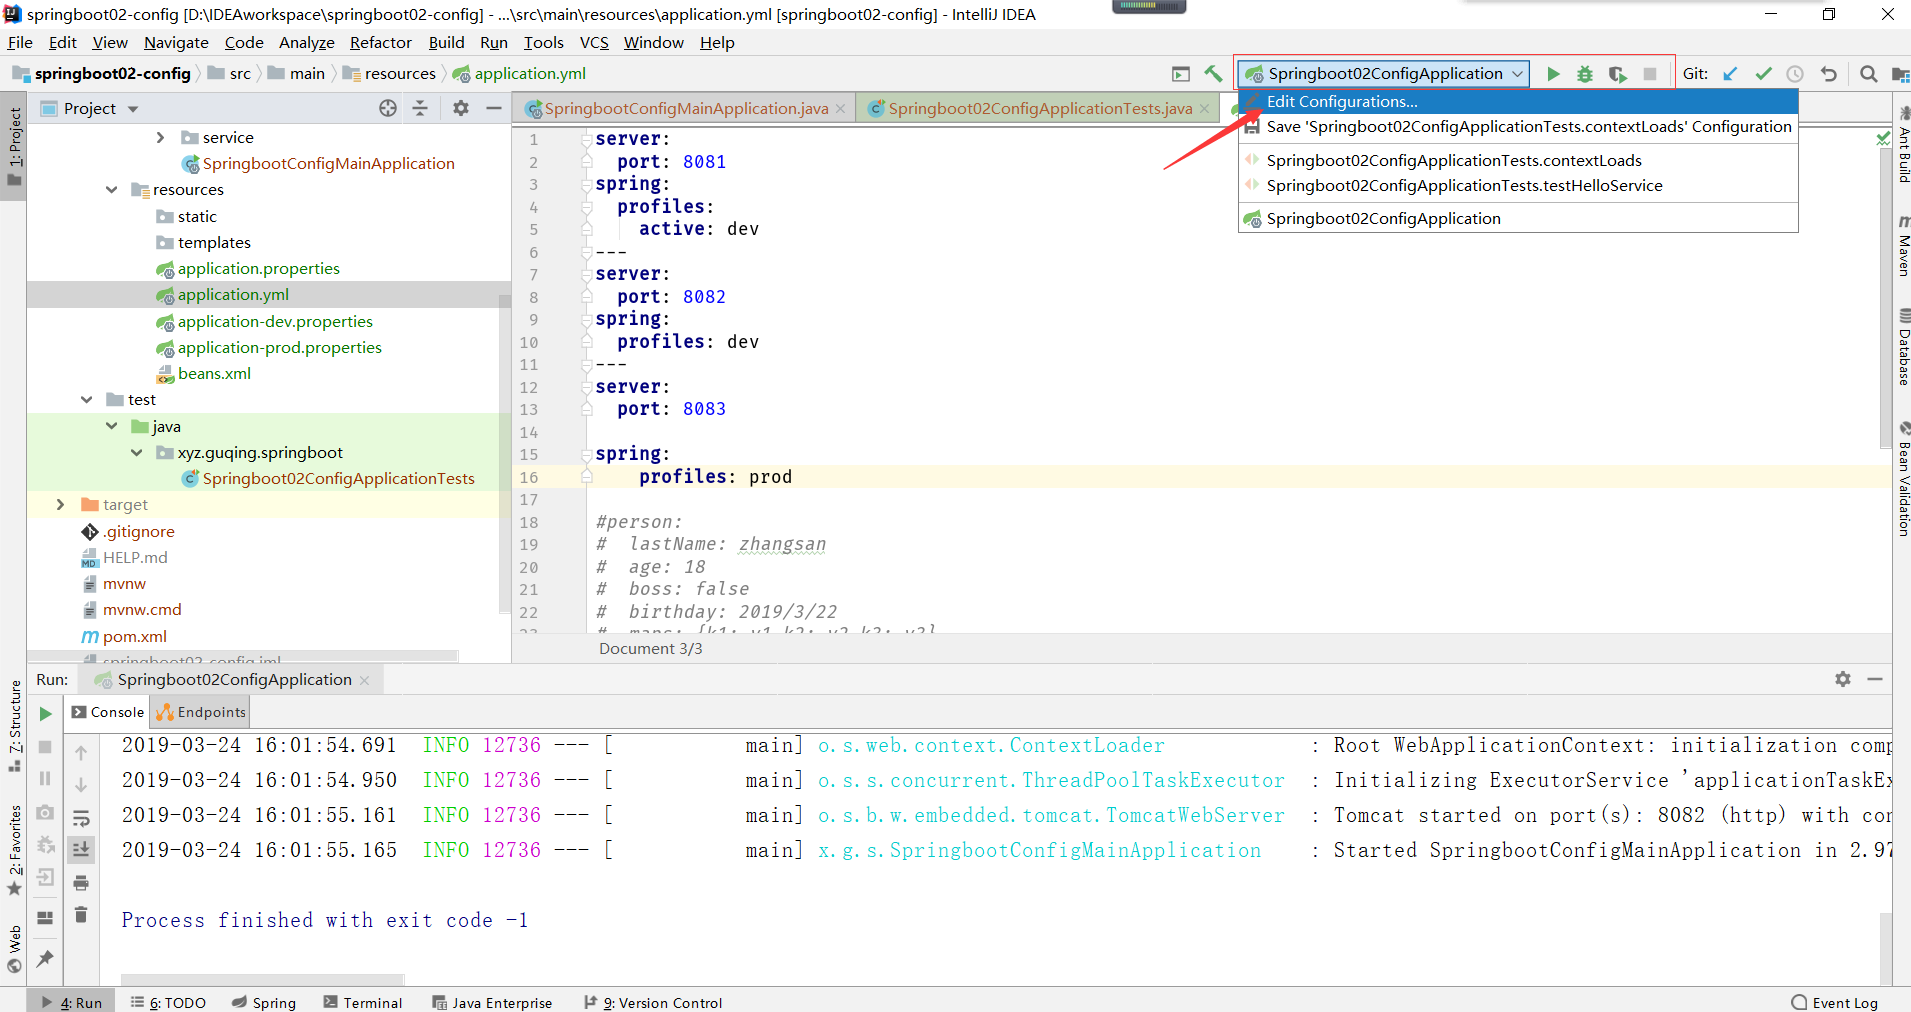 springboot02-config [D:\IDEAworkspace\springboot02-config] - ...\src\main\resources\application.yml [springboot02-config] - IntelliJ IDEA
File Edit View Navigate Code Analyze Refactor Build Run Tools VCS Window Help
springboot02-config src main resources application.yml Springboot02ConfigApplication Git:
1: Project
Project
SpringbootConfigMainApplication.java
Springboot02ConfigApplicationTests.java
Edit Configurations...
Save 'Springboot02ConfigApplicationTests.contextLoads' Configuration
Springboot02ConfigApplicationTests.contextLoads
Springboot02ConfigApplicationTests.testHelloService
Springboot02ConfigApplication
service
SpringbootConfigMainApplication
resources
static
templates
application.properties
application.yml
application-dev.properties
application-prod.properties
beans.xml
test
java
xyz.guqing.springboot
Springboot02ConfigApplicationTests
target
.gitignore
HELP.md
mvnw
mvnw.cmd
pom.xml
springboot02-config.iml
1 server:
2 port: 8081
3 spring:
4 profiles:
5 active: dev
6 ---
7 server:
8 port: 8082
9 spring:
10 profiles: dev
11 ---
12 server:
13 port: 8083
14
15 spring:
16 profiles: prod
17
18 #person:
19 # lastName: zhangsan
20 # age: 18
21 # boss: false
22 # birthday: 2019/3/22
23 # maps: {k1: v1,k2: v2,k3: v3}
Document 3/3
Ant Build
Maven
Database
Bean Validation
Run: Springboot02ConfigApplication
Console Endpoints
2019-03-24 16:01:54.691 INFO 12736 --- [ main] o.s.web.context.ContextLoader : Root WebApplicationContext: initialization comp
2019-03-24 16:01:54.950 INFO 12736 --- [ main] o.s.s.concurrent.ThreadPoolTaskExecutor : Initializing ExecutorService 'applicationTaskEx
2019-03-24 16:01:55.161 INFO 12736 --- [ main] o.s.b.w.embedded.tomcat.TomcatWebServer : Tomcat started on port(s): 8082 (http) with con
2019-03-24 16:01:55.165 INFO 12736 --- [ main] x.g.s.SpringbootConfigMainApplication : Started SpringbootConfigMainApplication in 2.97
Process finished with exit code -1
7: Structure
2: Favorites
Web
4: Run 6: TODO Spring Terminal Java Enterprise 9: Version Control Event Log